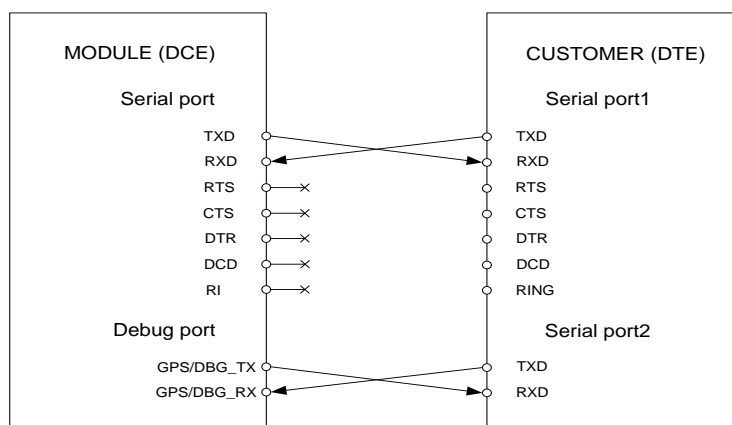 MODULE (DCE)
Serial port
TXD
RXD
RTS
CTS
DTR
DCD
RI
Debug port
GPS/DBG_TX
GPS/DBG_RX
CUSTOMER (DTE)
Serial port1
TXD
RXD
RTS
CTS
DTR
DCD
RING
Serial port2
TXD
RXD